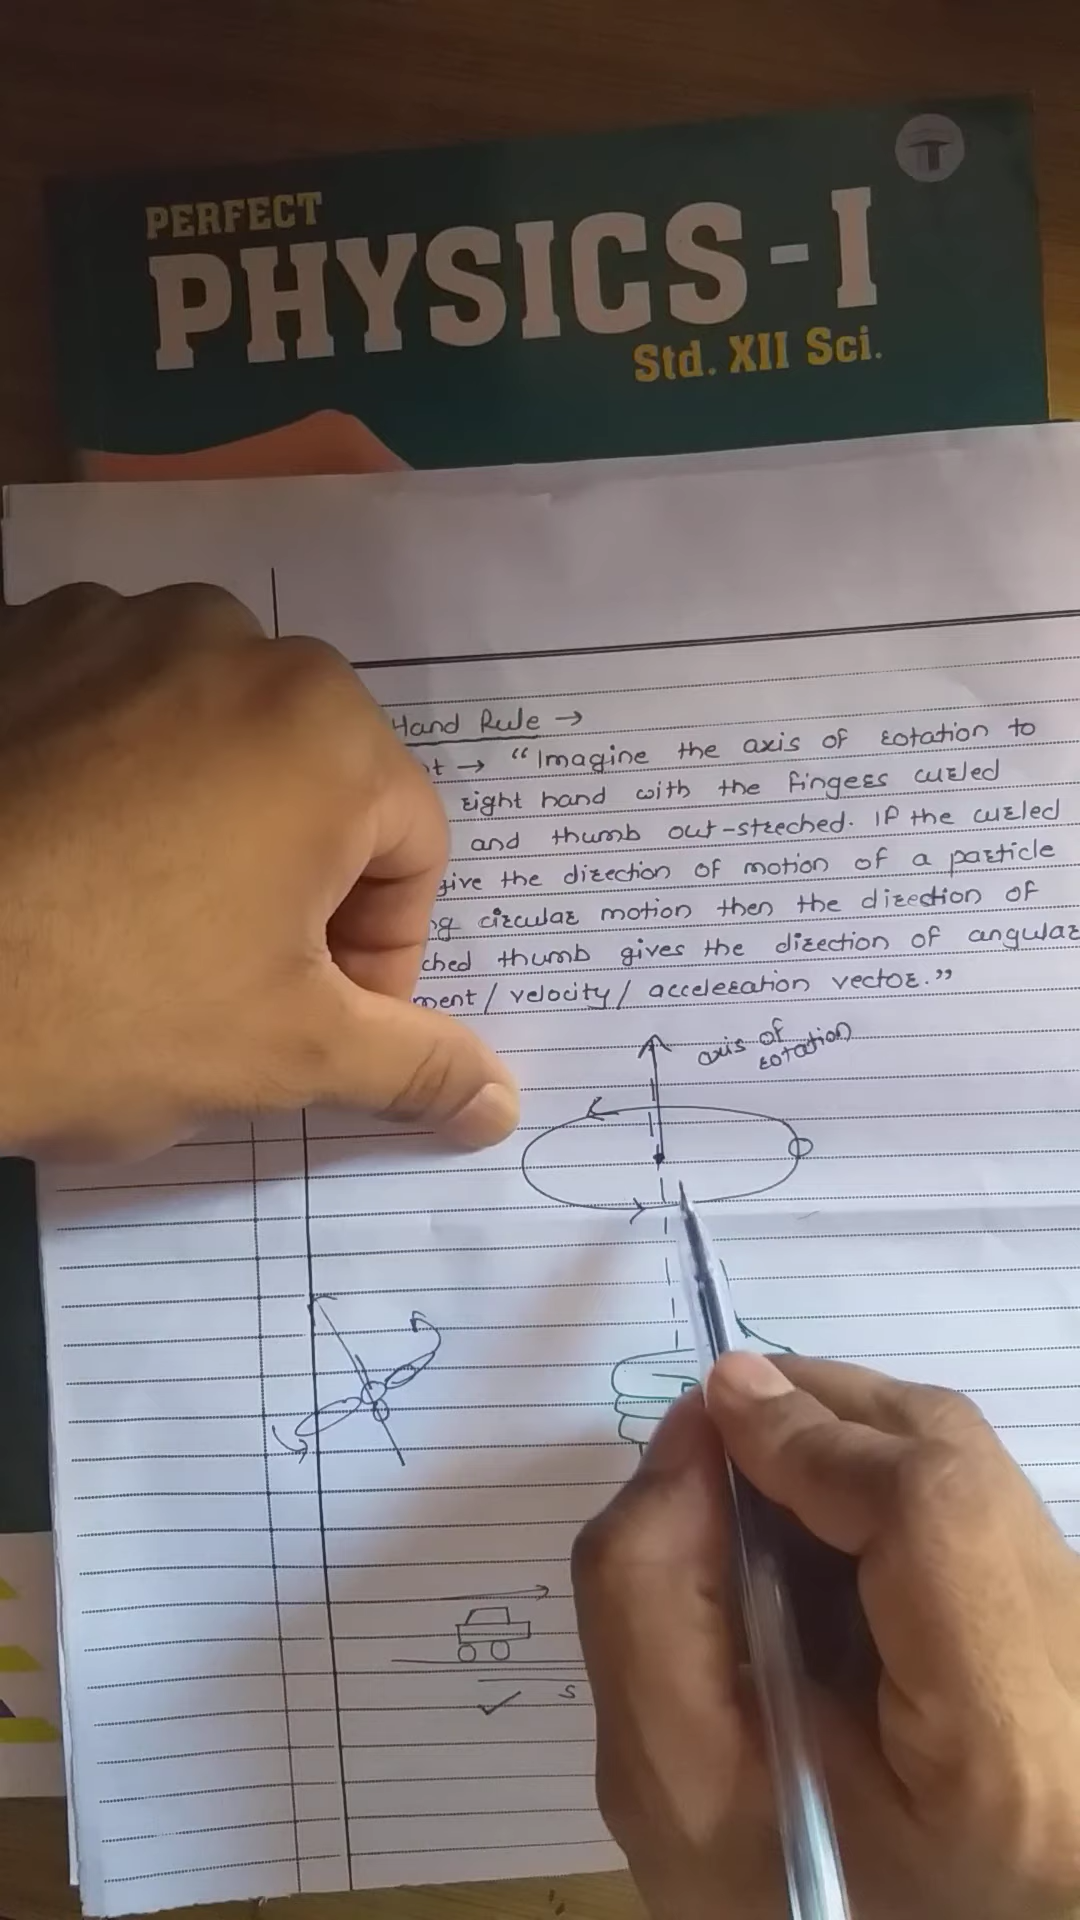 PERFECT
PHYSICS-I
Std. XII Sci.
Hand Rule →
→ "Imagine the axis of rotation to
right hand with the fingers curled
and thumb out-streched. If the curled
give the direction of motion of a particle
circular motion then the direction of
ched thumb gives the direction of angular
ment / velocity / acceleration vector."
axis of
rotation
s